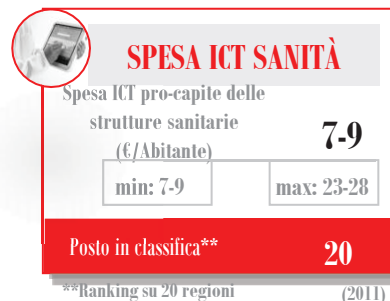 SPESA ICT SANITÀ
Spesa ICT pro-capite delle
strutture sanitarie
(€/Abitante)
7-9
min: 7-9
max: 23-28
Posto in classifica**
20
**Ranking su 20 regioni
(2011)